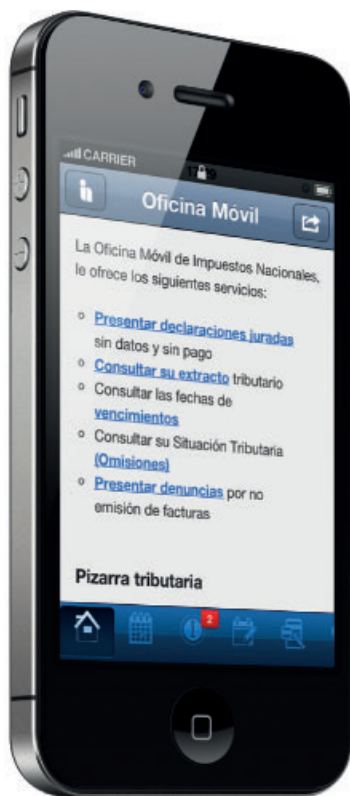 CARRIER
Oficina Móvil
La Oficina Móvil de Impuestos Nacionales,
le ofrece los siguientes servicios:
Presentar declaraciones juradas
sin datos y sin pago
Consultar su extracto tributario
Consultar las fechas de
vencimientos
Consultar su Situación Tributaria
(Omisiones)
Presentar denuncias por no
emisión de facturas
Pizarra tributaria
2